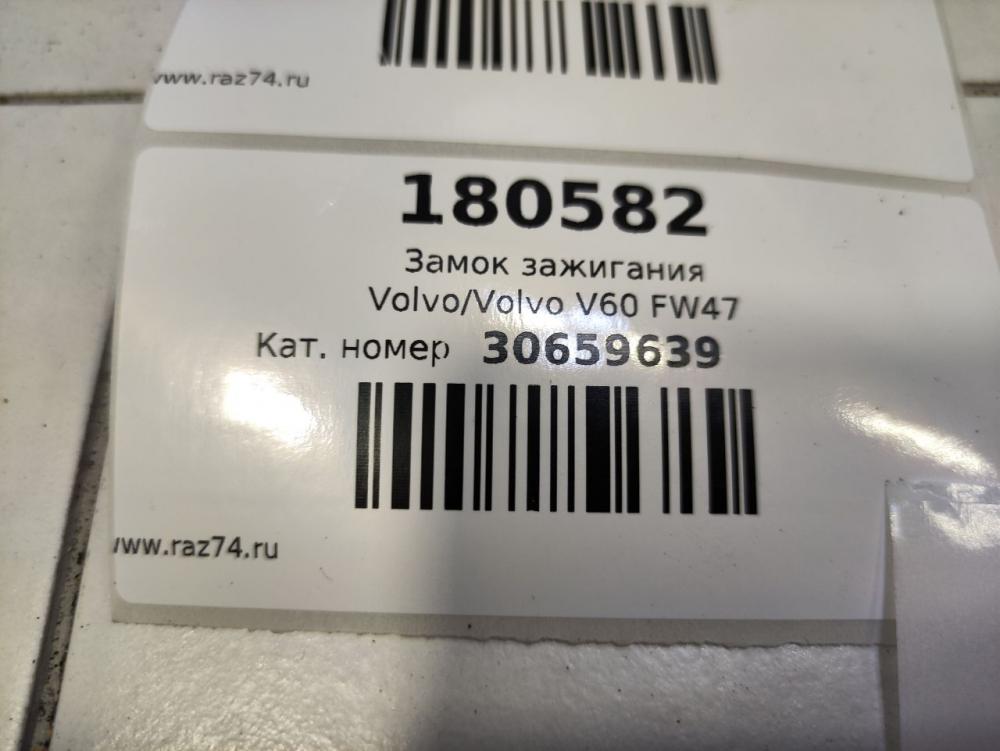 www.raz74.ru
180582
Замок зажигания
Volvo/Volvo V60 FW47
Кат. номер 30659639
www.raz74.ru